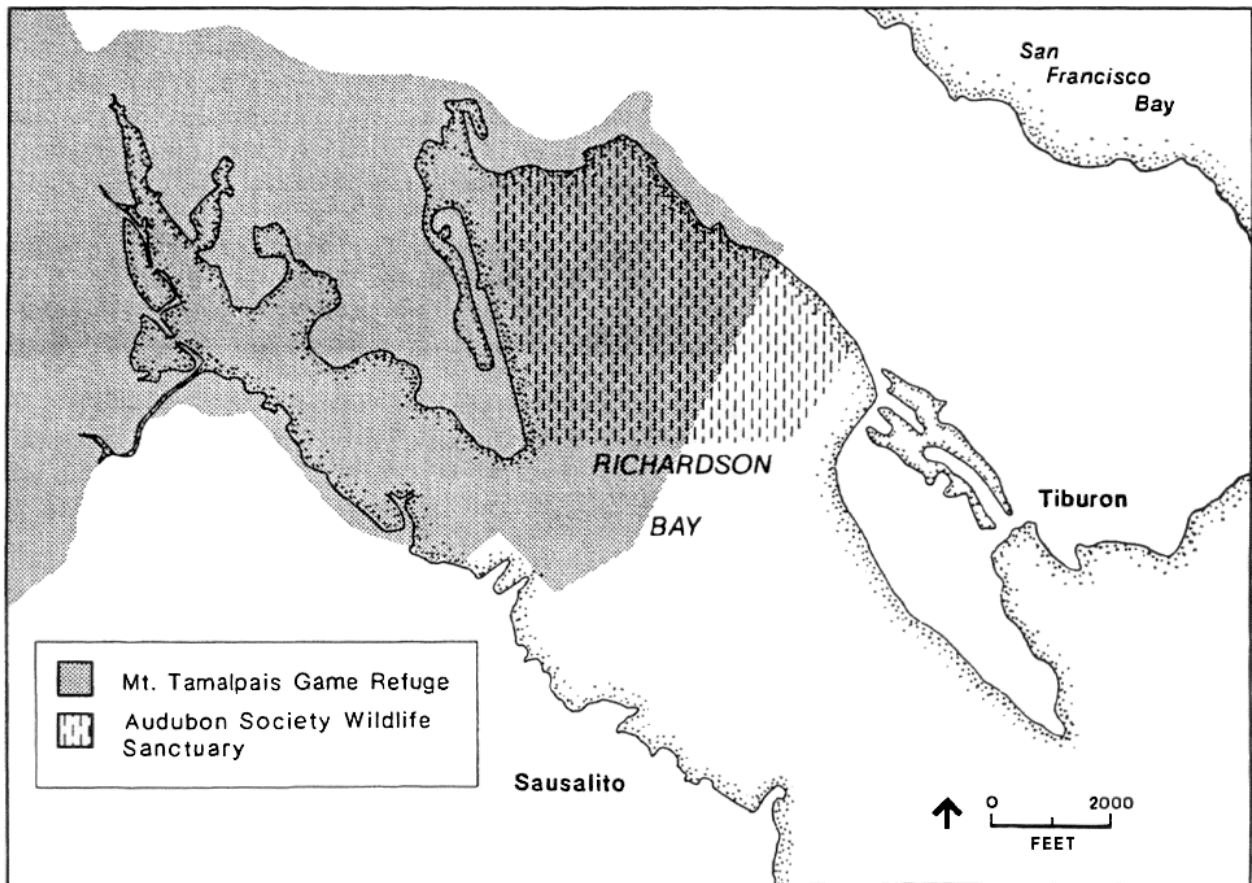 San
Francisco
Bay
RICHARDSON
BAY
Tiburon
Mt. Tamalpais Game Refuge
Audubon Society Wildlife
Sanctuary
Sausalito
0 2000
FEET